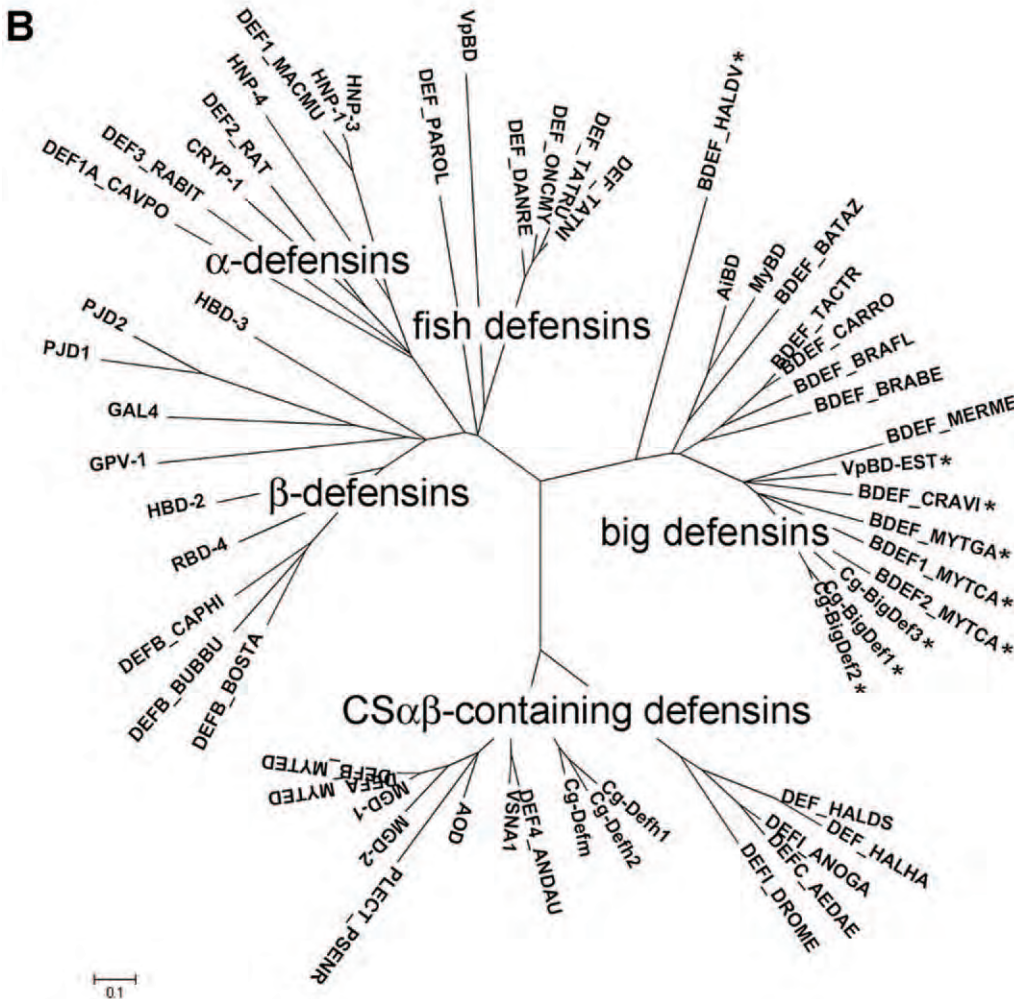 B
DEF1A_CAVPO
DEF3_RABIT
CRYP-1
DEF2_RAT
HNP-4
DEF1_MACMU
HNP-1
HNP-3
α-defensins
DEF_PAROL
VpBD
DEF_DANRE
DEF_ONCMY
DEF_TATRU
DEF_TATNI
fish defensins
BDEF_HALDV*
AiBD
MyBD
BDEF_BATAZ
BDEF_TACTR
BDEF_CARRO
BDEF_BRAFL
BDEF_BRABE
BDEF_MERME
VpBD-EST*
BDEF_CRAVI*
BDEF_MYTGA*
BDEF1_MYTCA*
BDEF2_MYTCA*
Cg-BigDef3*
Cg-BigDef1*
Cg-BigDef2*
big defensins
HBD-3
PJD2
PJD1
GAL4
GPV-1
HBD-2
β-defensins
RBD-4
DEFB_CAPHI
DEFB_BUBBU
DEFB_BOSTA
CSαβ-containing defensins
DEFB_MYTED
DEFA_MYTED
MGD-1
MGD-2
PLECT_PSENR
AOD
VSNA1
DEF4_ANDAU
Cg-Defm
Cg-Defh2
Cg-Defh1
DEF_HALDS
DEF_HALHA
DEFI_ANOGA
DEFC_AEDAE
DEFI_DROME
0.1